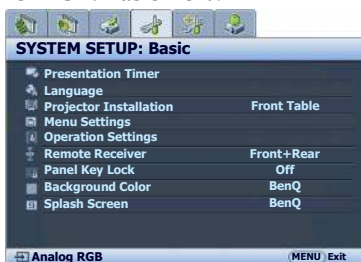 SYSTEM SETUP: Basic
Presentation Timer
Language
Projector Installation Front Table
Menu Settings
Operation Settings
Remote Receiver Front+Rear
Panel Key Lock Off
Background Color BenQ
Splash Screen BenQ
Analog RGB MENU Exit